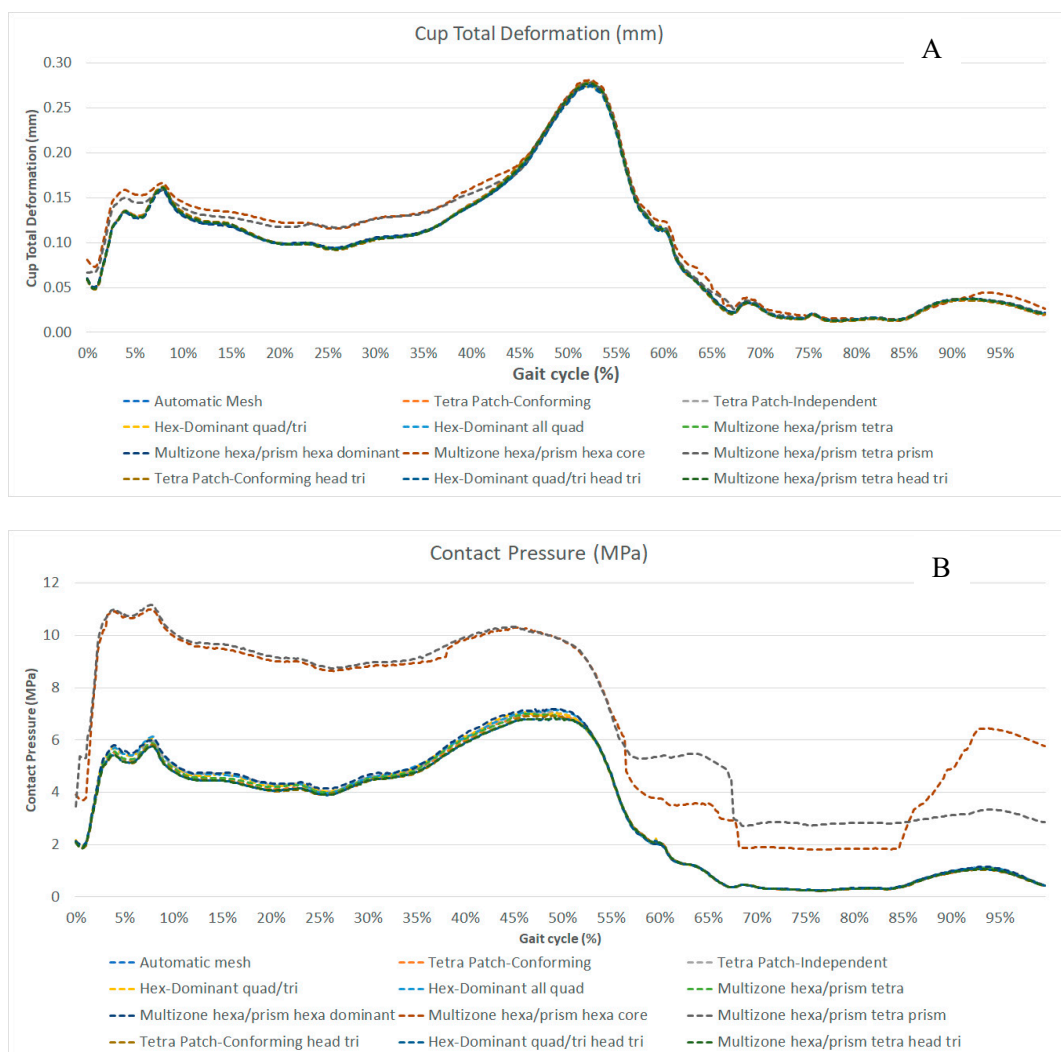 Cup Total Deformation (mm)
A
Cup Total Deformation (mm)
0.30
0.25
0.20
0.15
0.10
0.05
0.00
0% 5% 10% 15% 20% 25% 30% 35% 40% 45% 50% 55% 60% 65% 70% 75% 80% 85% 90% 95%
Gait cycle (%)
Automatic Mesh Tetra Patch-Conforming Tetra Patch-Independent
Hex-Dominant quad/tri Hex-Dominant all quad Multizone hexa/prism tetra
Multizone hexa/prism hexa dominant Multizone hexa/prism hexa core Multizone hexa/prism tetra prism
Tetra Patch-Conforming head tri Hex-Dominant quad/tri head tri Multizone hexa/prism tetra head tri
Contact Pressure (MPa)
B
Contact Pressure (MPa)
12
10
8
6
4
2
0
0% 5% 10% 15% 20% 25% 30% 35% 40% 45% 50% 55% 60% 65% 70% 75% 80% 85% 90% 95%
Gait cycle (%)
Automatic mesh Tetra Patch-Conforming Tetra Patch-Independent
Hex-Dominant quad/tri Hex-Dominant all quad Multizone hexa/prism tetra
Multizone hexa/prism hexa dominant Multizone hexa/prism hexa core Multizone hexa/prism tetra prism
Tetra Patch-Conforming head tri Hex-Dominant quad/tri head tri Multizone hexa/prism tetra head tri